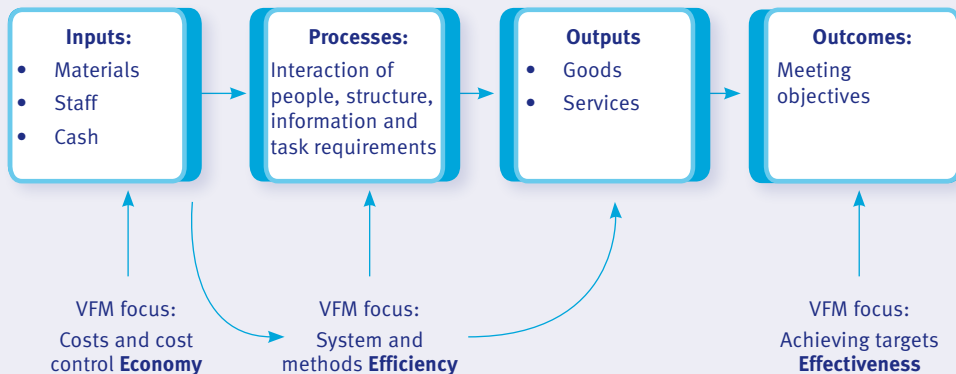 Inputs:
• Materials
• Staff
• Cash
Processes:
Interaction of
people, structure,
information and
task requirements
Outputs
• Goods
• Services
Outcomes:
Meeting
objectives
VFM focus:
Costs and cost
control Economy
VFM focus:
System and
methods Efficiency
VFM focus:
Achieving targets
Effectiveness